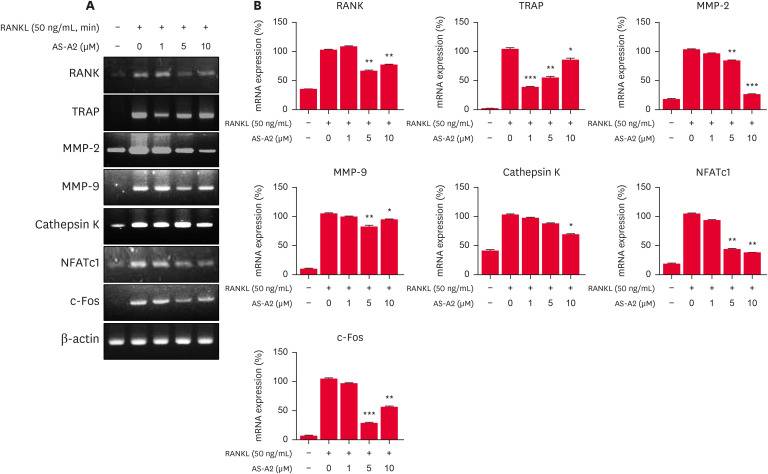 A
RANKL (50 ng/mL, min) – + + + +
AS-A2 (μM) – 0 1 5 10
RANK
TRAP
MMP-2
MMP-9
Cathepsin K
NFATc1
c-Fos
β-actin
B
RANK
mRNA expression (%)
150
100
50
0
** **
RANKL (50 ng/mL) – + + + +
AS-A2 (μM) – 0 1 5 10
TRAP
mRNA expression (%)
150
100
50
0
*** ** *
RANKL (50 ng/mL) – + + + +
AS-A2 (μM) – 0 1 5 10
MMP-2
mRNA expression (%)
150
100
50
0
** ***
RANKL (50 ng/mL) – + + + +
AS-A2 (μM) – 0 1 5 10
MMP-9
mRNA expression (%)
150
100
50
0
** *
RANKL (50 ng/mL) – + + + +
AS-A2 (μM) – 0 1 5 10
Cathepsin K
mRNA expression (%)
150
100
50
0
*
RANKL (50 ng/mL) – + + + +
AS-A2 (μM) – 0 1 5 10
NFATc1
mRNA expression (%)
150
100
50
0
** **
RANKL (50 ng/mL) – + + + +
AS-A2 (μM) – 0 1 5 10
c-Fos
mRNA expression (%)
150
100
50
0
*** **
RANKL (50 ng/mL) – + + + +
AS-A2 (μM) – 0 1 5 10